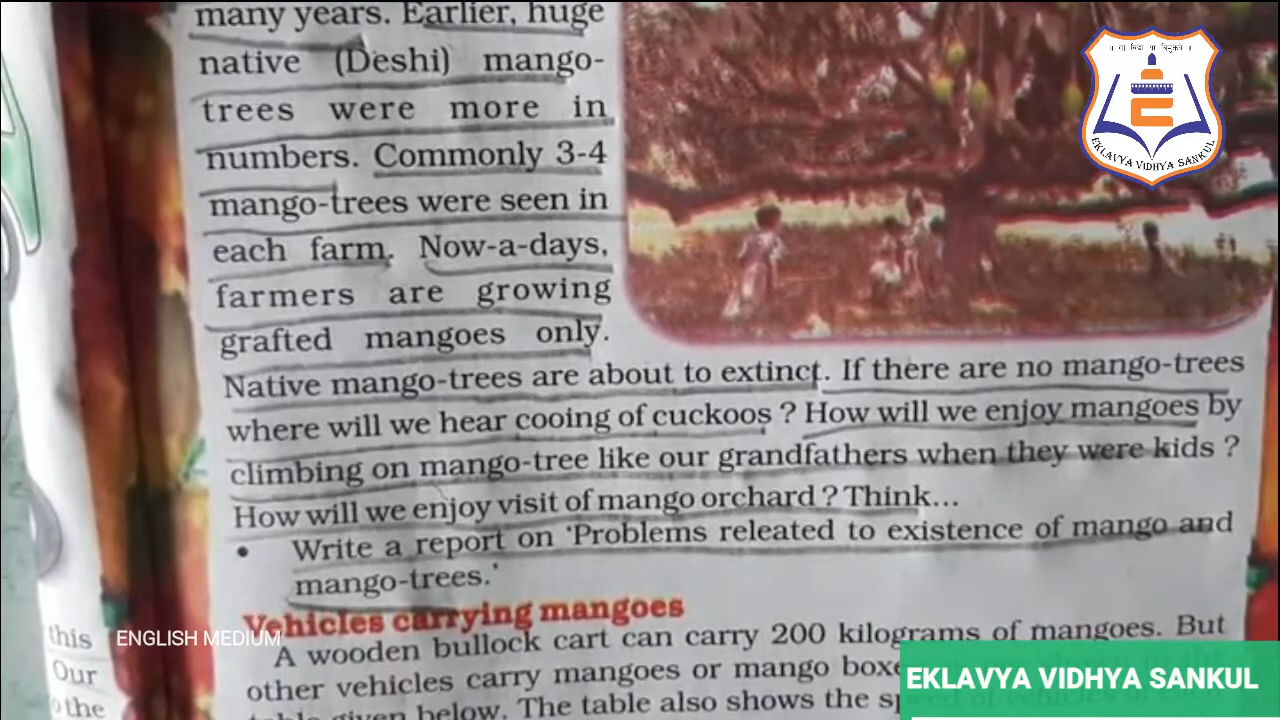 many years. Earlier, huge
native (Deshi) mango-
trees were more in
numbers. Commonly 3-4
mango-trees were seen in
each farm. Now-a-days,
farmers are growing
grafted mangoes only.
Native mango-trees are about to extinct. If there are no mango-trees
where will we hear cooing of cuckoos ? How will we enjoy mangoes by
climbing on mango-tree like our grandfathers when they were kids ?
How will we enjoy visit of mango orchard ? Think...
• Write a report on 'Problems releated to existence of mango and
mango-trees.'
Vehicles carrying mangoes
A wooden bullock cart can carry 200 kilograms of mangoes. But
other vehicles carry mangoes or mango
table given below. The table also shows the
this
Our
the
ENGLISH MEDIUM
EKLAVYA VIDHYA SANKUL
EKLAVYA VIDHYA SANKUL